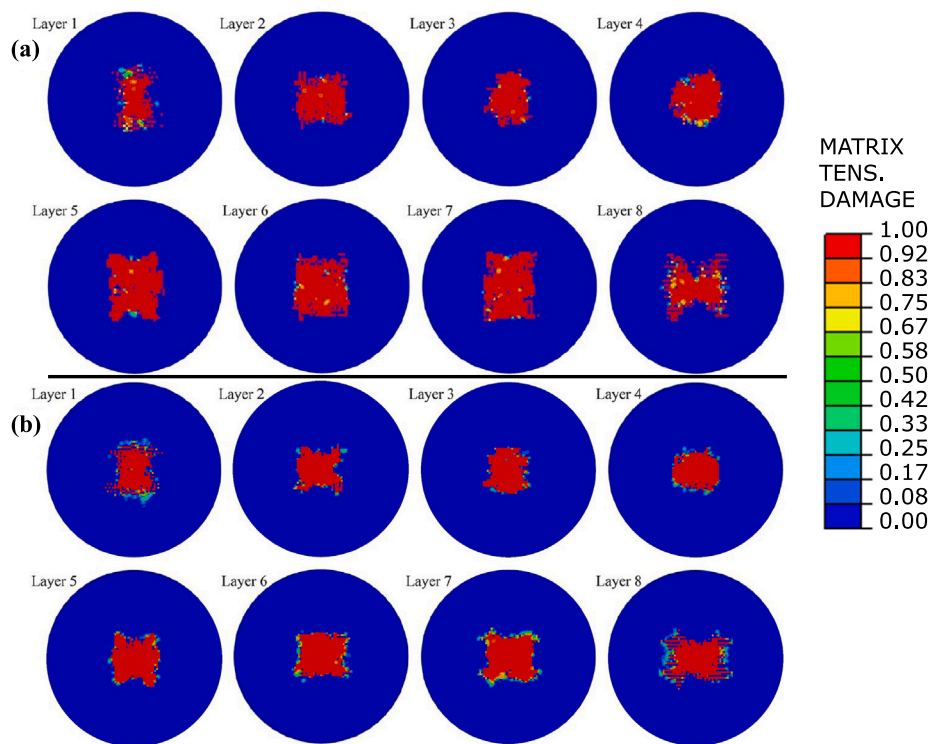 Layer 1
Layer 2
Layer 3
Layer 4
(a)
Layer 5
Layer 6
Layer 7
Layer 8
Layer 1
Layer 2
Layer 3
Layer 4
(b)
Layer 5
Layer 6
Layer 7
Layer 8
MATRIX
TENS.
DAMAGE
1.00
0.92
0.83
0.75
0.67
0.58
0.50
0.42
0.33
0.25
0.17
0.08
0.00